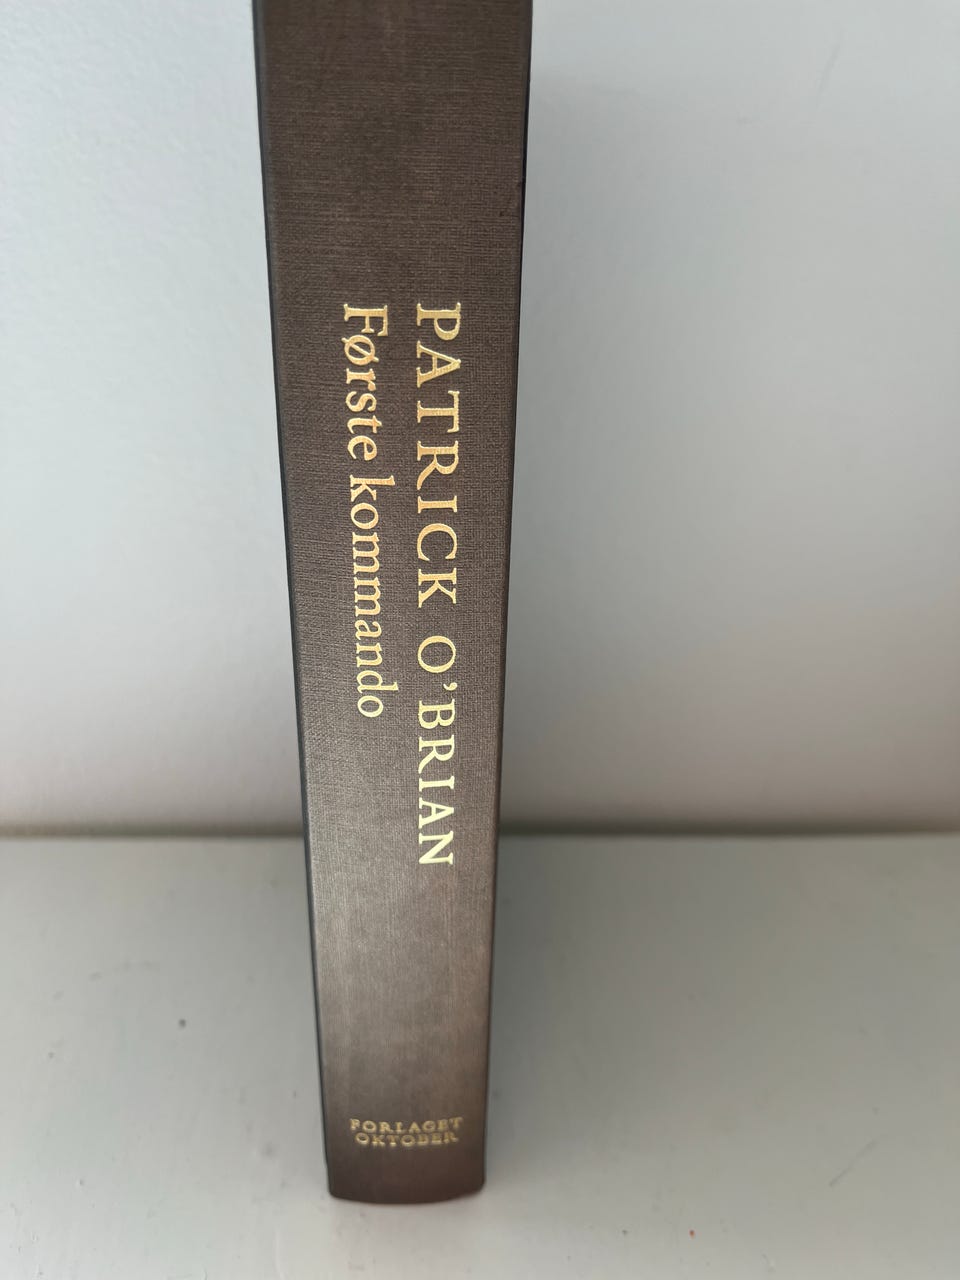 PATRICK O'BRIAN
Første kommando
FORLAGET
OKTOBER